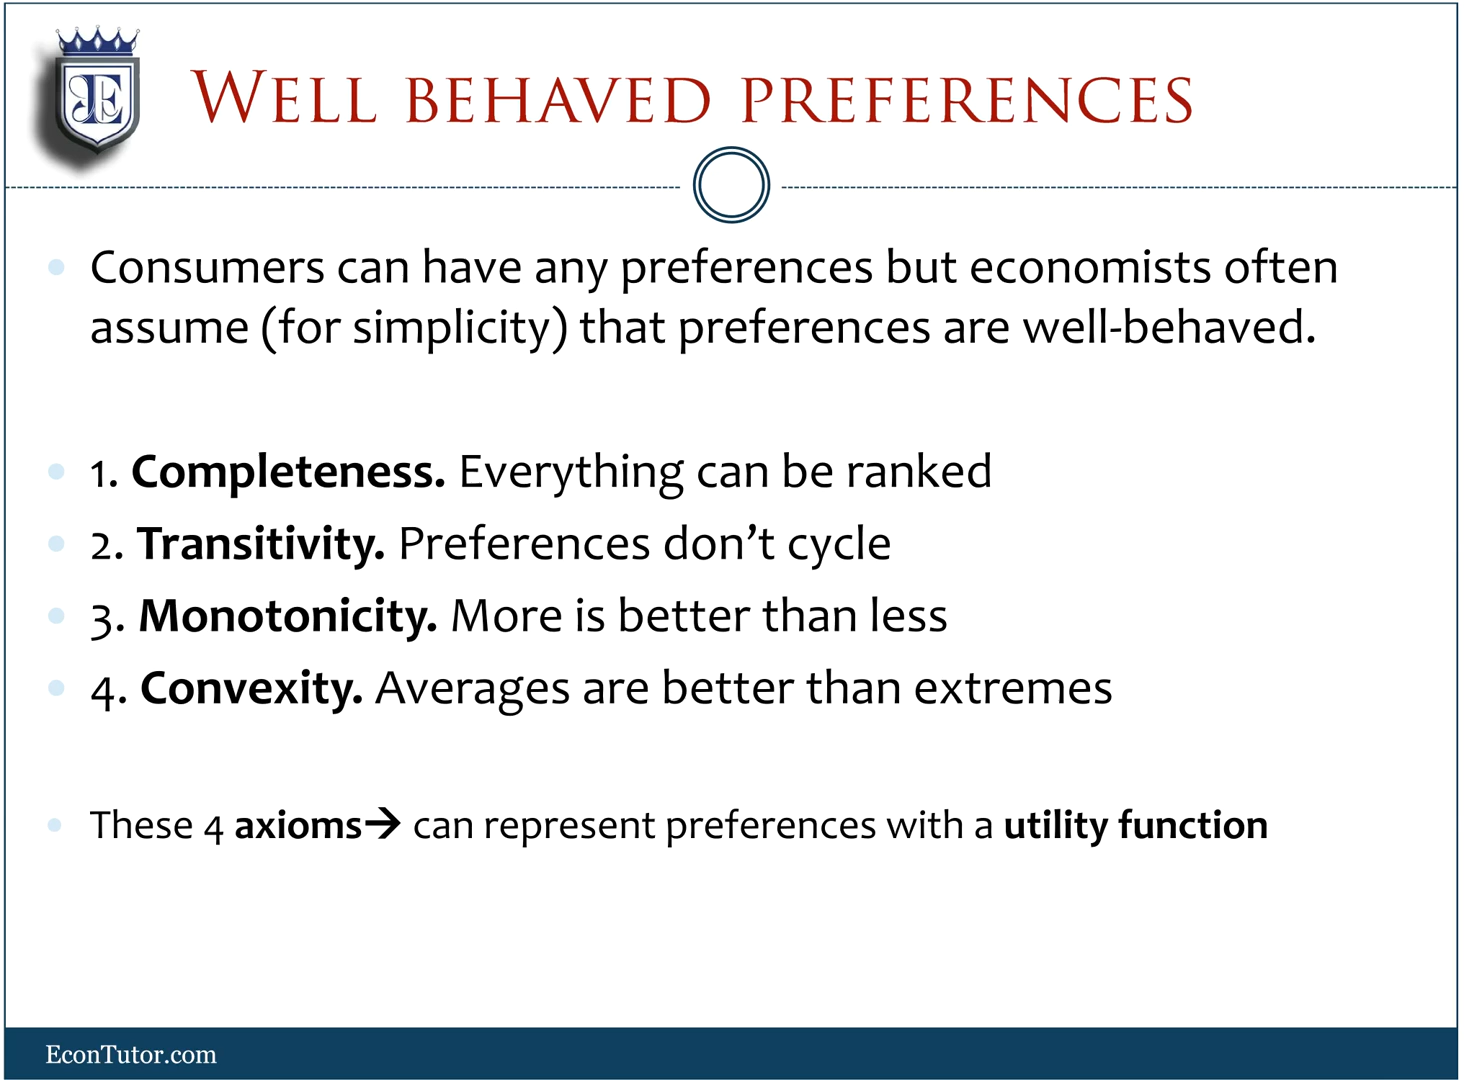 E
WELL BEHAVED PREFERENCES
Consumers can have any preferences but economists often
assume (for simplicity) that preferences are well-behaved.
1. Completeness. Everything can be ranked
2. Transitivity. Preferences don’t cycle
3. Monotonicity. More is better than less
4. Convexity. Averages are better than extremes
These 4 axioms→ can represent preferences with a utility function
EconTutor.com